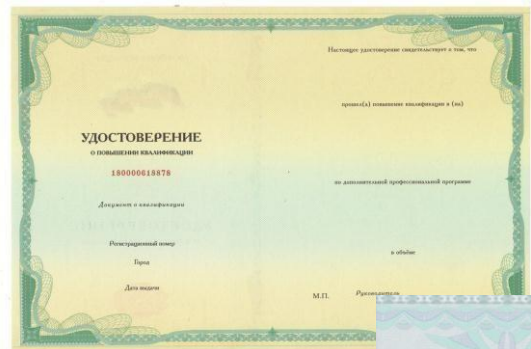 УДОСТОВЕРЕНИЕ
О ПОВЫШЕНИИ КВАЛИФИКАЦИИ
180000618878
Документ о квалификации
Регистрационный номер
Город
Дата выдачи
Настоящее удостоверение свидетельствует о том, что
прошел(а) повышение квалификации в (на)
по дополнительной профессиональной программе
в объёме
М.П.
Руководитель